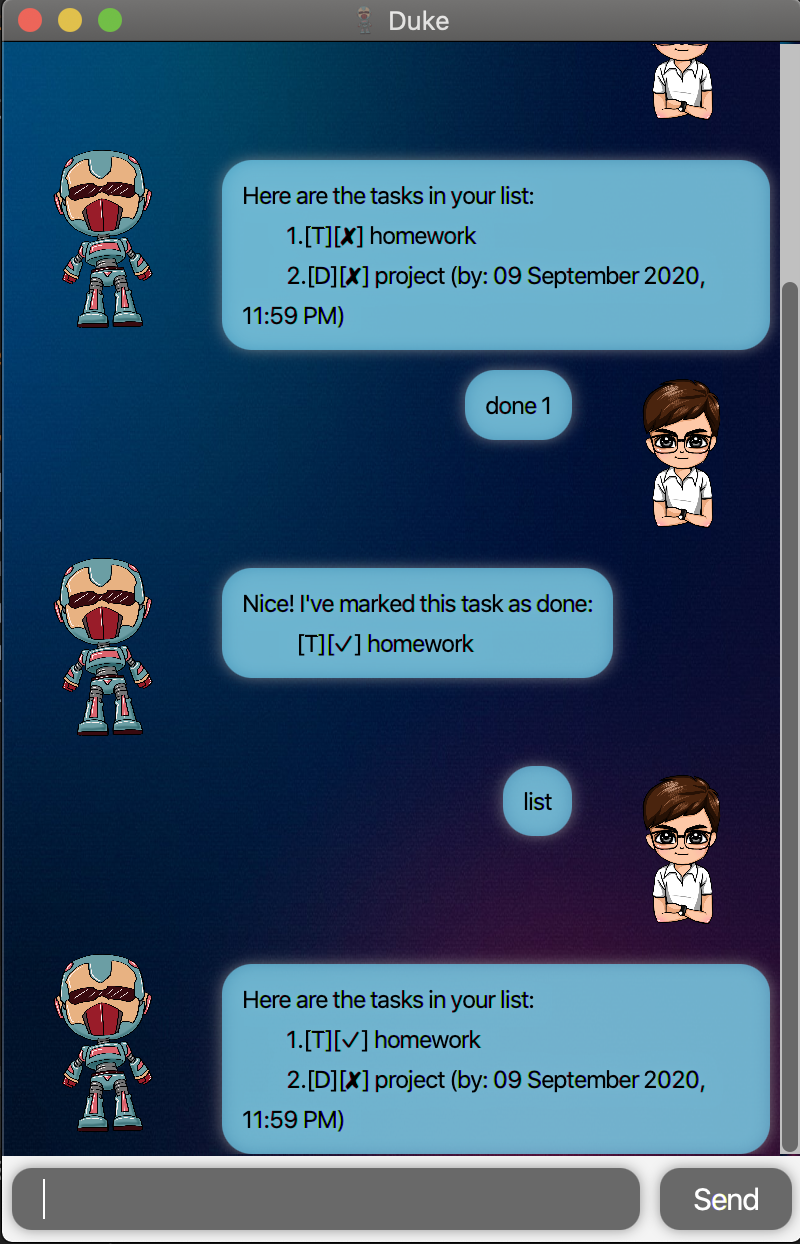 Duke
Here are the tasks in your list:
1.[T][✘] homework
2.[D][✘] project (by: 09 September 2020,
11:59 PM)
done 1
Nice! I've marked this task as done:
[T][✓] homework
list
Here are the tasks in your list:
1.[T][✓] homework
2.[D][✘] project (by: 09 September 2020,
11:59 PM)
Send